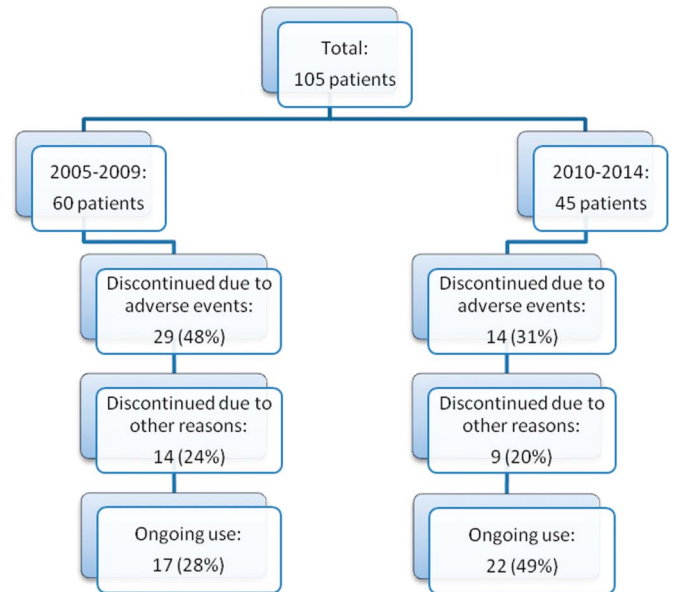 Total:
105 patients
2005-2009:
60 patients
2010-2014:
45 patients
Discontinued due to
adverse events:
29 (48%)
Discontinued due to
adverse events:
14 (31%)
Discontinued due to
other reasons:
14 (24%)
Discontinued due to
other reasons:
9 (20%)
Ongoing use:
17 (28%)
Ongoing use:
22 (49%)